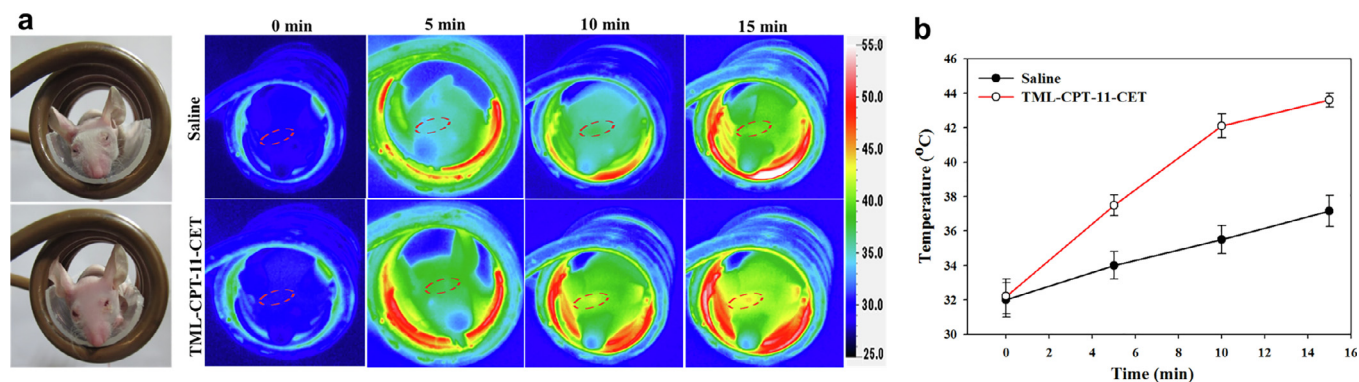 a
0 min 5 min 10 min 15 min
Saline
TML-CPT-11-CET
55.0
50.0
45.0
40.0
35.0
30.0
25.0
b
Saline
TML-CPT-11-CET
Temperature (°C)
46
44
42
40
38
36
34
32
30
0 2 4 6 8 10 12 14 16
Time (min)